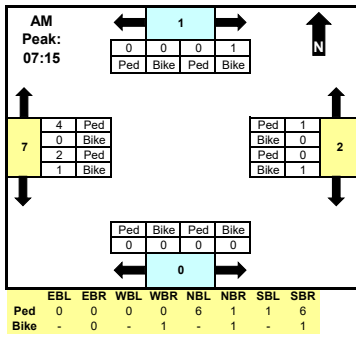 AM
Peak:
07:15
1
N
0 0 0 1
Ped Bike Ped Bike
7
4 Ped
0 Bike
2 Ped
1 Bike
Ped 1
Bike 0
Ped 0
Bike 1
2
Ped Bike Ped Bike
0 0 0 0
0
EBL EBR WBL WBR NBL NBR SBL SBR
Ped 0 0 0 0 6 1 1 6
Bike - 0 - 1 - 1 - 1